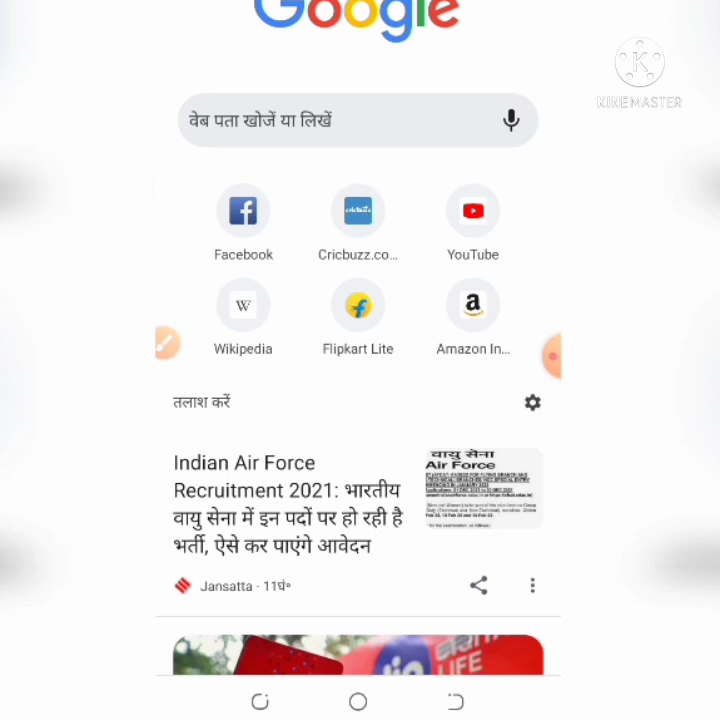 Google
KINEMASTER
वेब पता खोजें या लिखें
Facebook
Cricbuzz.co...
YouTube
Wikipedia
Flipkart Lite
Amazon In...
तलाश करें
Indian Air Force
Recruitment 2021: भारतीय
वायु सेना में इन पदों पर हो रही है
भर्ती, ऐसे कर पाएंगे आवेदन
वायु सेना
Air Force
Jansatta - 11घं॰
LIFE